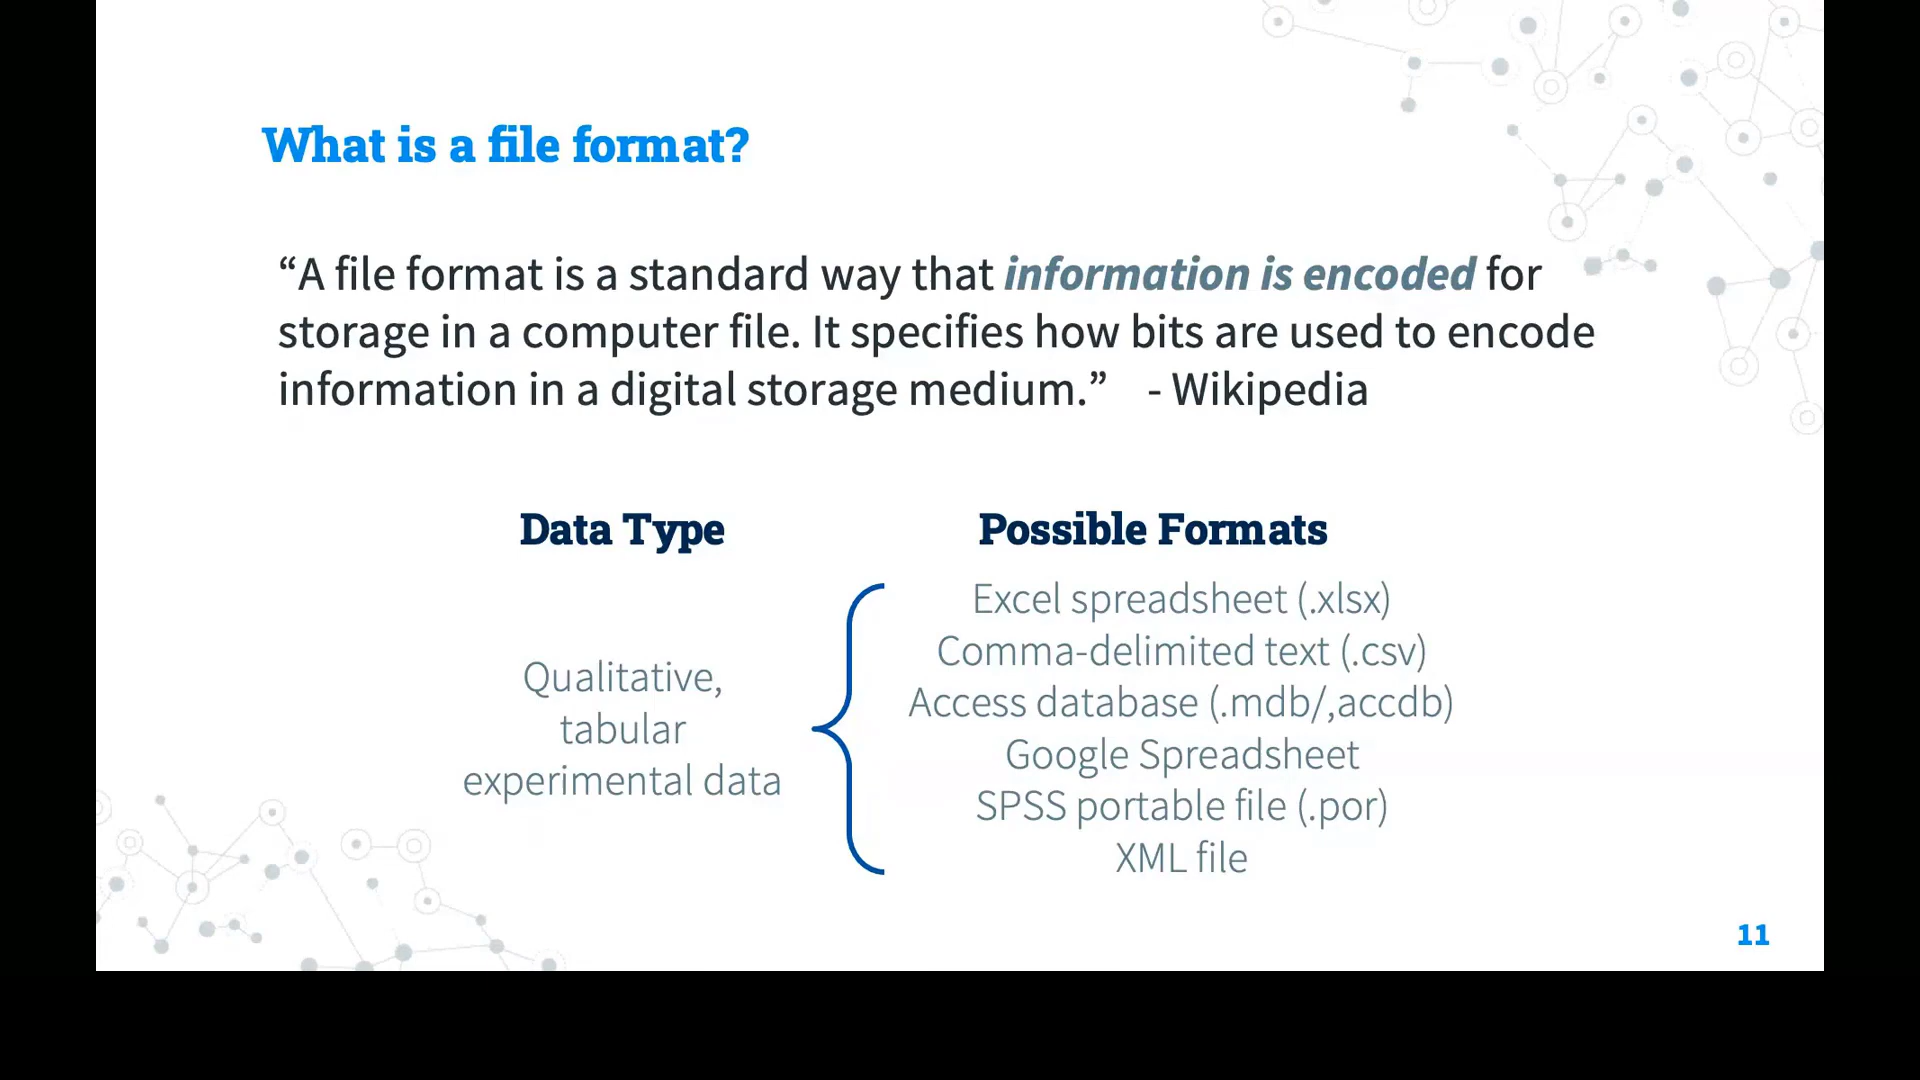 What is a file format?
“A file format is a standard way that information is encoded for
storage in a computer file. It specifies how bits are used to encode
information in a digital storage medium.” - Wikipedia
Data Type
Qualitative,
tabular
experimental data
Possible Formats
Excel spreadsheet (.xlsx)
Comma-delimited text (.csv)
Access database (.mdb/,accdb)
Google Spreadsheet
SPSS portable file (.por)
XML file
11